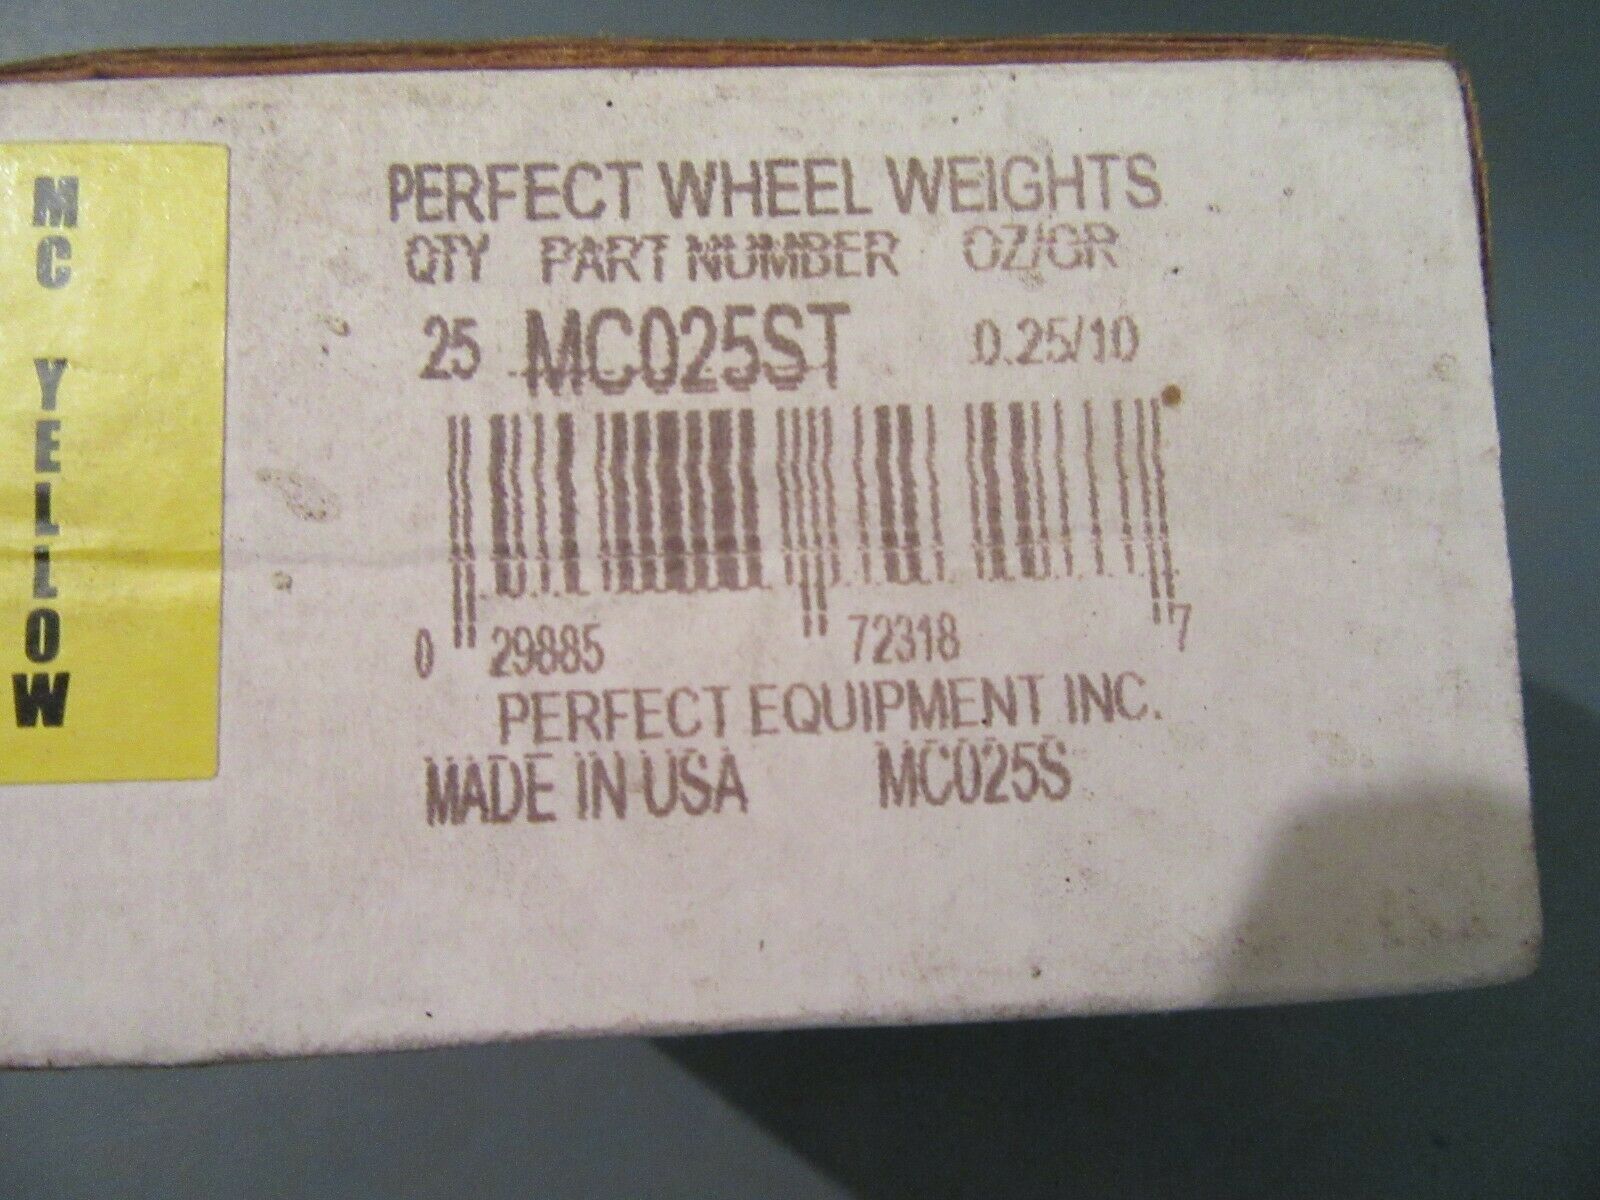 MC YELLOW
PERFECT WHEEL WEIGHTS
QTY PART NUMBER OZ/GR
25 MC025ST 0.25/10
0 29885 72318 7
PERFECT EQUIPMENT INC.
MADE IN USA MC025S